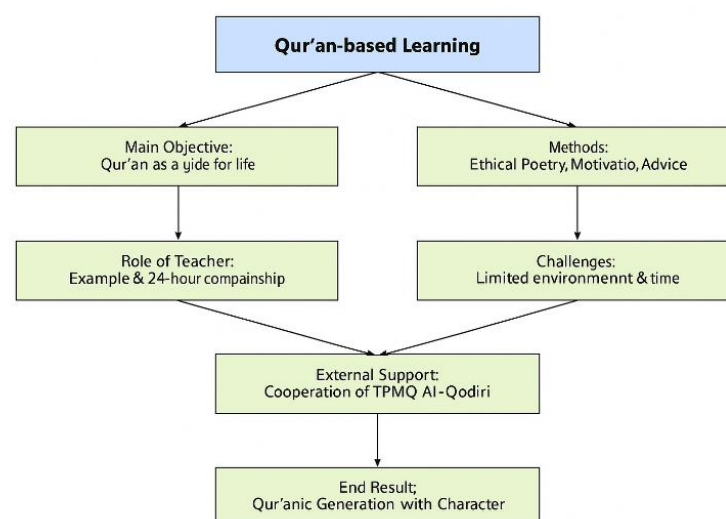 Qur'an-based Learning
Main Objective:
Qur'an as a yide for life
Methods:
Ethical Poetry, Motivatio, Advice
Role of Teacher:
Example & 24-hour compainship
Challenges:
Limited environmennt & time
External Support:
Cooperation of TPMQ Al-Qodiri
End Result;
Qur'anic Generation with Character